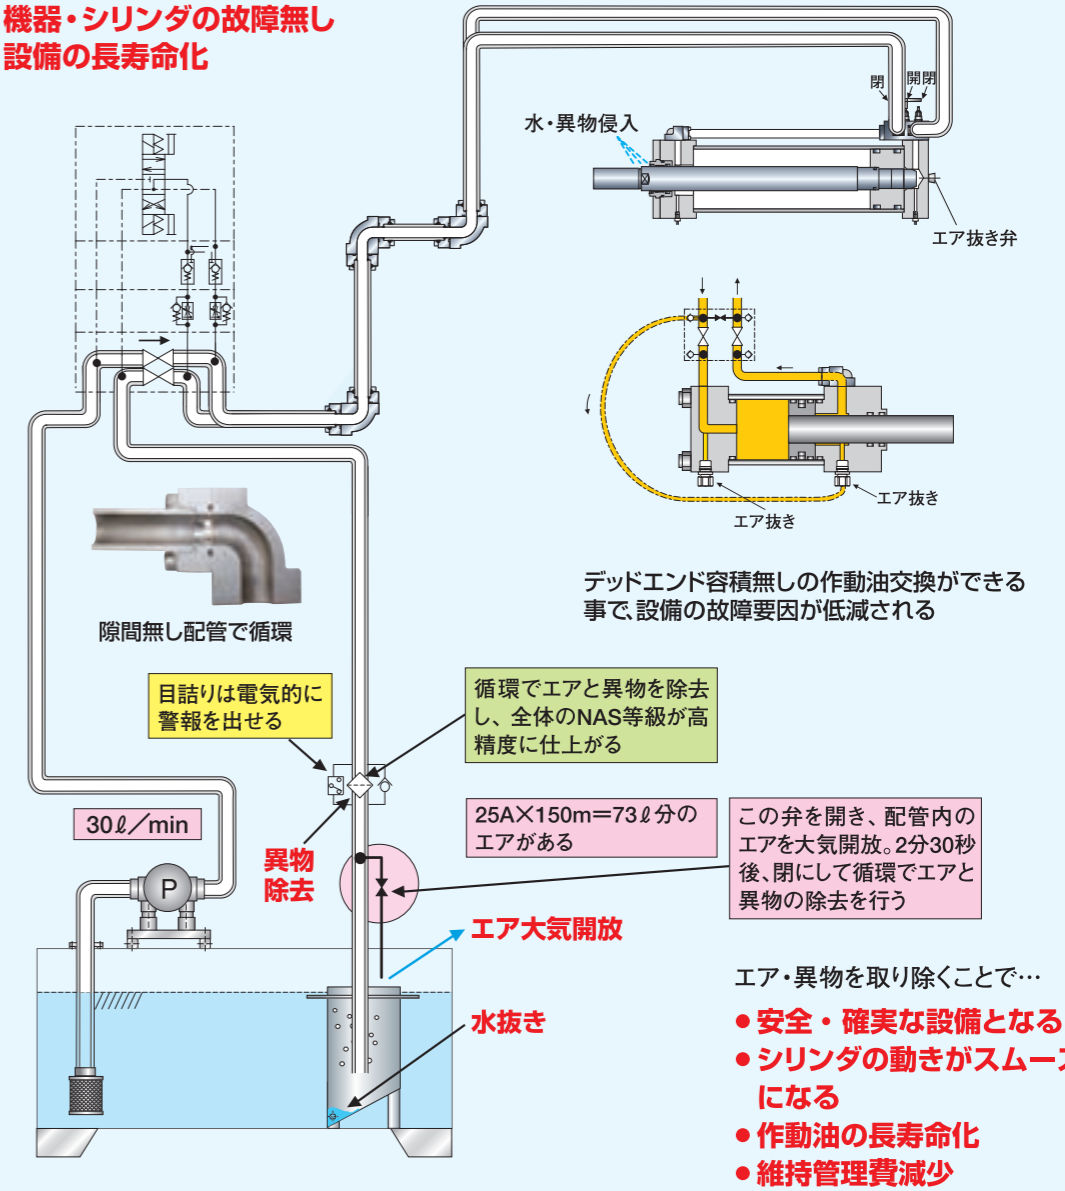 機器・シリンダの故障無し
設備の長寿命化
閉
開閉
水・異物侵入
エア抜き弁
エア抜き
エア抜き
デッドエンド容積無しの作動油交換ができる
事で、設備の故障要因が低減される
隙間無し配管で循環
目詰りは電気的に
警報を出せる
循環でエアと異物を除去
し、全体のNAS等級が高
精度に仕上がる
30ℓ/min
25A×150m=73ℓ分の
エアがある
この弁を開き、配管内の
エアを大気開放。2分30秒
後、閉にして循環でエアと
異物の除去を行う
異物
除去
P
エア大気開放
水抜き
エア・異物を取り除くことで…
●安全・確実な設備となる
●シリンダの動きがスムーズ
になる
●作動油の長寿命化
●維持管理費減少